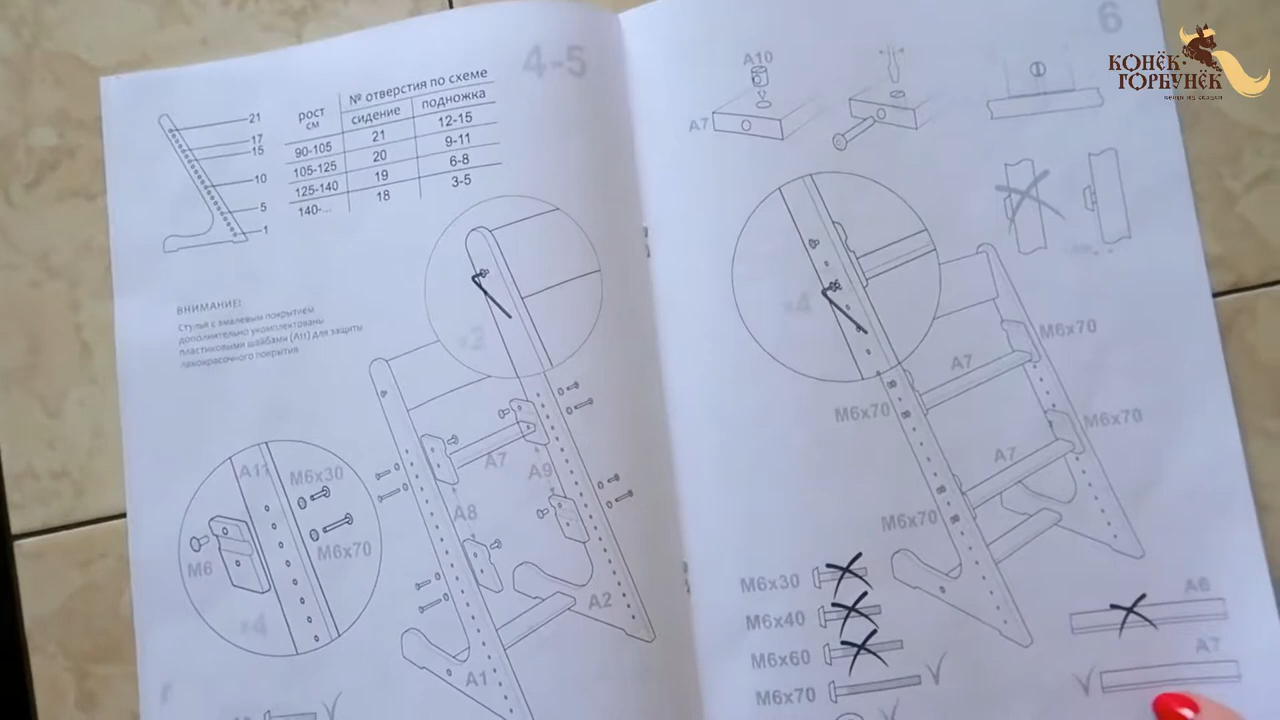 4-5
6
КОНЁК-
ГОРБУНЁК
21
17
15
10
5
1
рост
см
№ отверстия по схеме
сидение подножка
90-105 21 12-15
105-125 20 9-11
125-140 19 6-8
140-... 18 3-5
ВНИМАНИЕ:
Стулья с эмалевым покрытием
дополнительно укомплектованы
пластиковыми шайбами (А11) для защиты
лакокрасочного покрытия
x2
A7
A9
A8
A2
A1
A11
M6x30
M6x70
M6
x4
A10
A7
x4
M6x70
A7
M6x70
M6x70
A7
M6x70
M6x30
M6x40
M6x60
M6x70
A6
A7